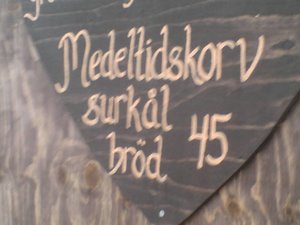 Medeltidskorv
surkål
bröd 45